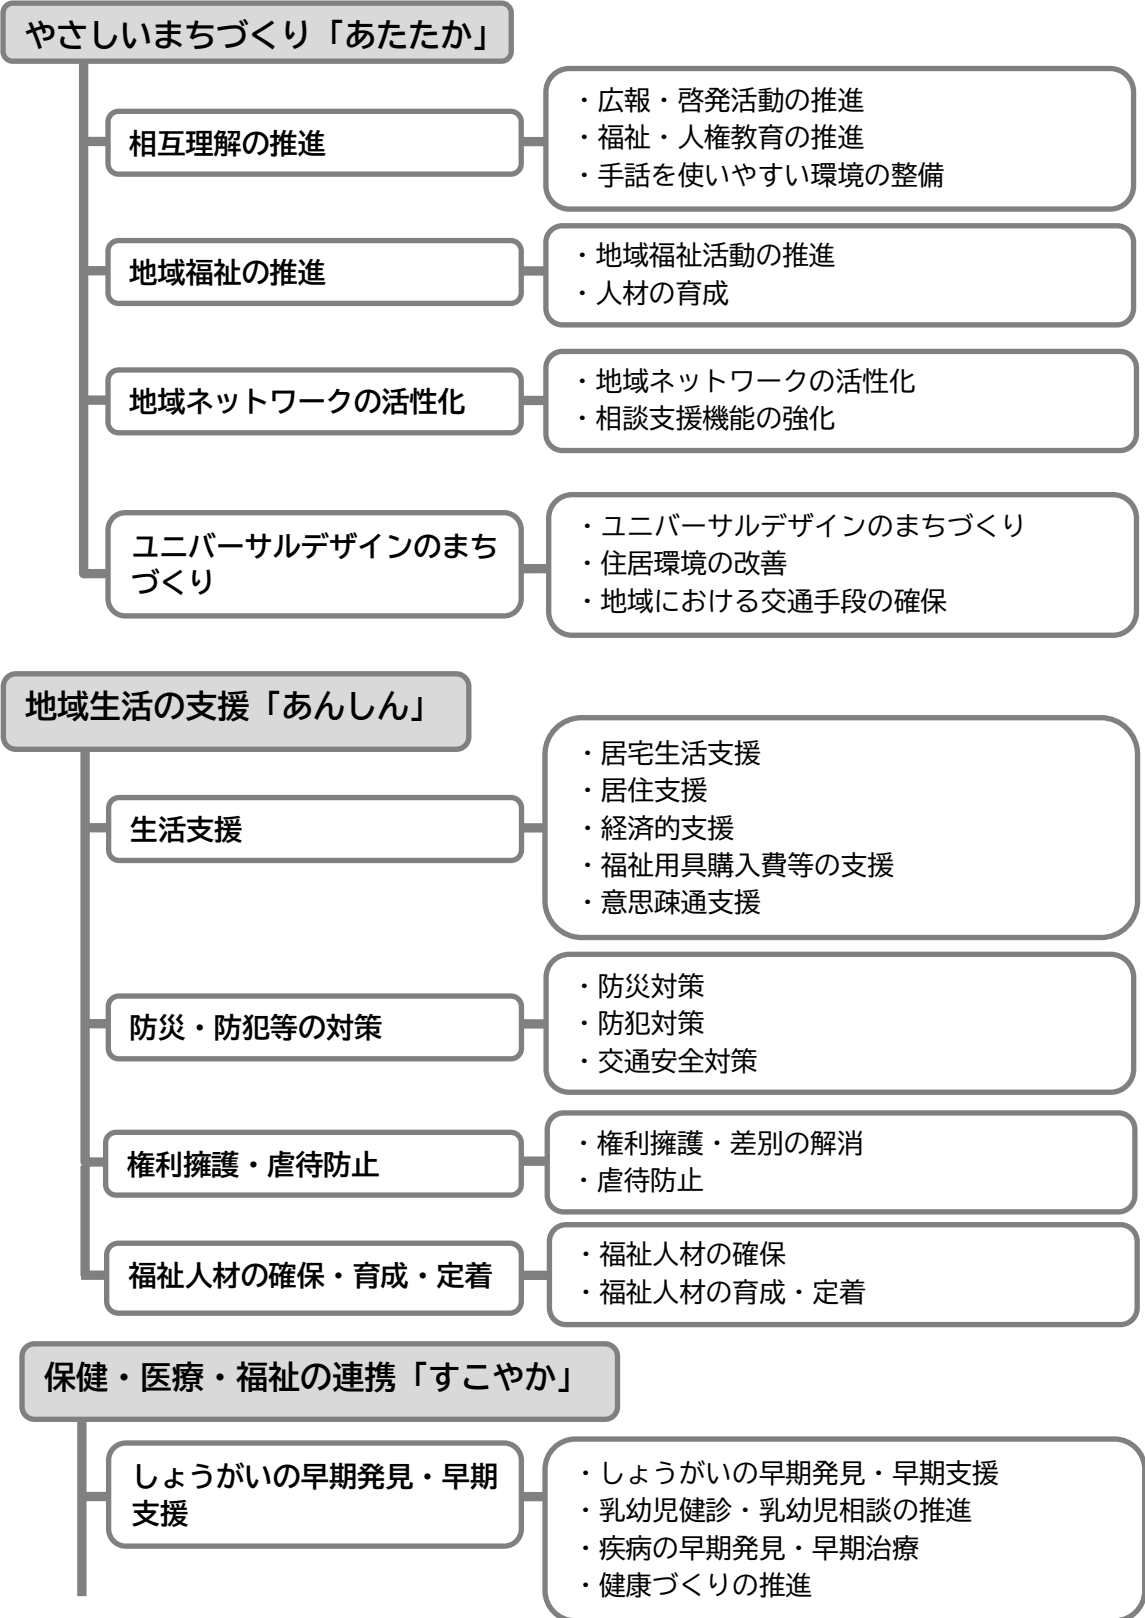 やさしいまちづくり「あたたか」
相互理解の推進
・広報・啓発活動の推進
・福祉・人権教育の推進
・手話を使いやすい環境の整備
地域福祉の推進
・地域福祉活動の推進
・人材の育成
地域ネットワークの活性化
・地域ネットワークの活性化
・相談支援機能の強化
ユニバーサルデザインのまち
づくり
・ユニバーサルデザインのまちづくり
・住居環境の改善
・地域における交通手段の確保
地域生活の支援「あんしん」
生活支援
・居宅生活支援
・居住支援
・経済的支援
・福祉用具購入費等の支援
・意思疎通支援
防災・防犯等の対策
・防災対策
・防犯対策
・交通安全対策
権利擁護・虐待防止
・権利擁護・差別の解消
・虐待防止
福祉人材の確保・育成・定着
・福祉人材の確保
・福祉人材の育成・定着
保健・医療・福祉の連携「すこやか」
しょうがいの早期発見・早期
支援
・しょうがいの早期発見・早期支援
・乳幼児健診・乳幼児相談の推進
・疾病の早期発見・早期治療
・健康づくりの推進